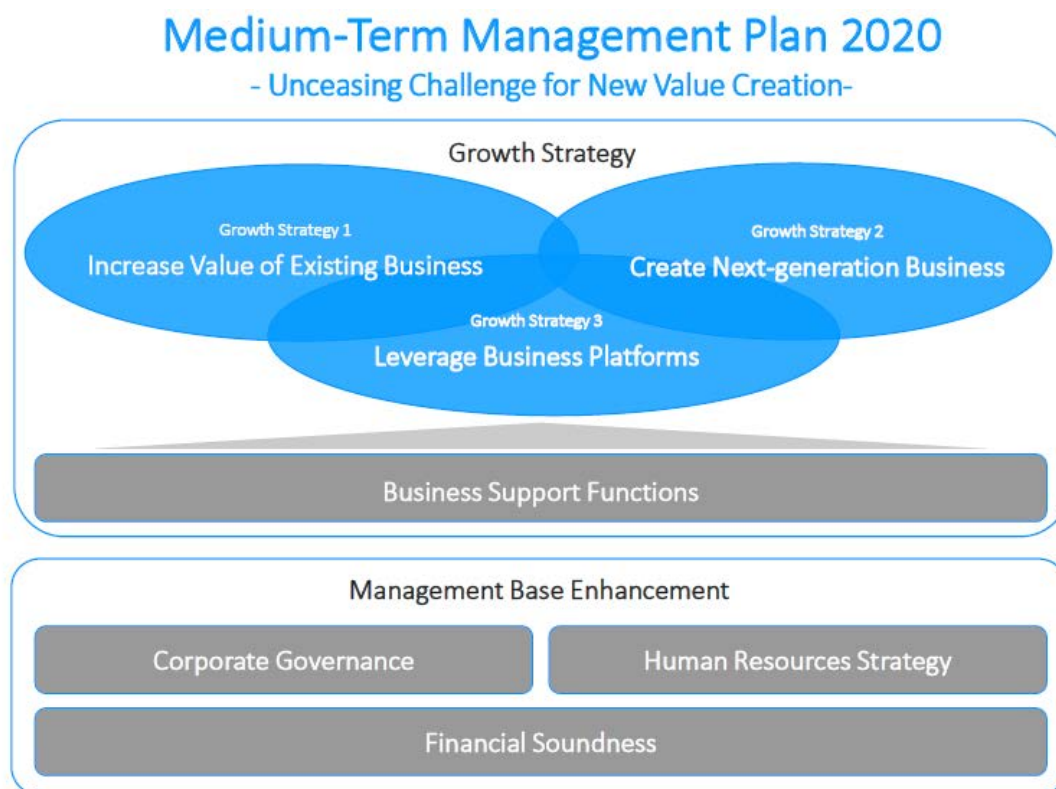 Medium-Term Management Plan 2020
- Unceasing Challenge for New Value Creation-
Growth Strategy
Growth Strategy 1
Increase Value of Existing Business
Growth Strategy 2
Create Next-generation Business
Growth Strategy 3
Leverage Business Platforms
Business Support Functions
Management Base Enhancement
Corporate Governance
Human Resources Strategy
Financial Soundness